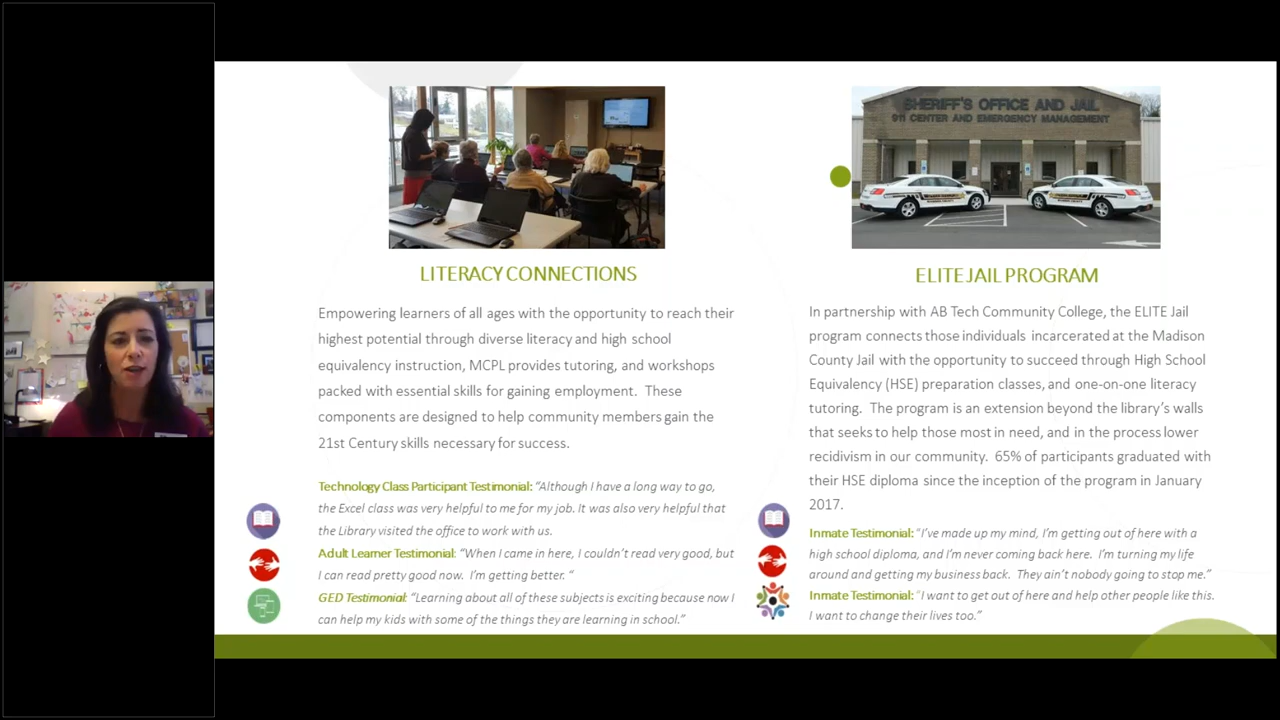 SHERIFF'S OFFICE AND JAIL
911 CENTER AND EMERGENCY MANAGEMENT
LITERACY CONNECTIONS
Empowering learners of all ages with the opportunity to reach their
highest potential through diverse literacy and high school
equivalency instruction, MCPL provides tutoring, and workshops
packed with essential skills for gaining employment. These
components are designed to help community members gain the
21st Century skills necessary for success.
Technology Class Participant Testimonial: “Although I have a long way to go,
the Excel class was very helpful to me for my job. It was also very helpful that
the Library visited the office to work with us.
Adult Learner Testimonial: “When I came in here, I couldn’t read very good, but
I can read pretty good now. I’m getting better. “
GED Testimonial: “Learning about all of these subjects is exciting because now I
can help my kids with some of the things they are learning in school.”
ELITE JAIL PROGRAM
In partnership with AB Tech Community College, the ELITE Jail
program connects those individuals incarcerated at the Madison
County Jail with the opportunity to succeed through High School
Equivalency (HSE) preparation classes, and one-on-one literacy
tutoring. The program is an extension beyond the library’s walls
that seeks to help those most in need, and in the process lower
recidivism in our community. 65% of participants graduated with
their HSE diploma since the inception of the program in January
2017.
Inmate Testimonial: “I’ve made up my mind, I’m getting out of here with a
high school diploma, and I’m never coming back here. I’m turning my life
around and getting my business back. They ain’t nobody going to stop me.”
Inmate Testimonial: “I want to get out of here and help other people like this.
I want to change their lives too.”